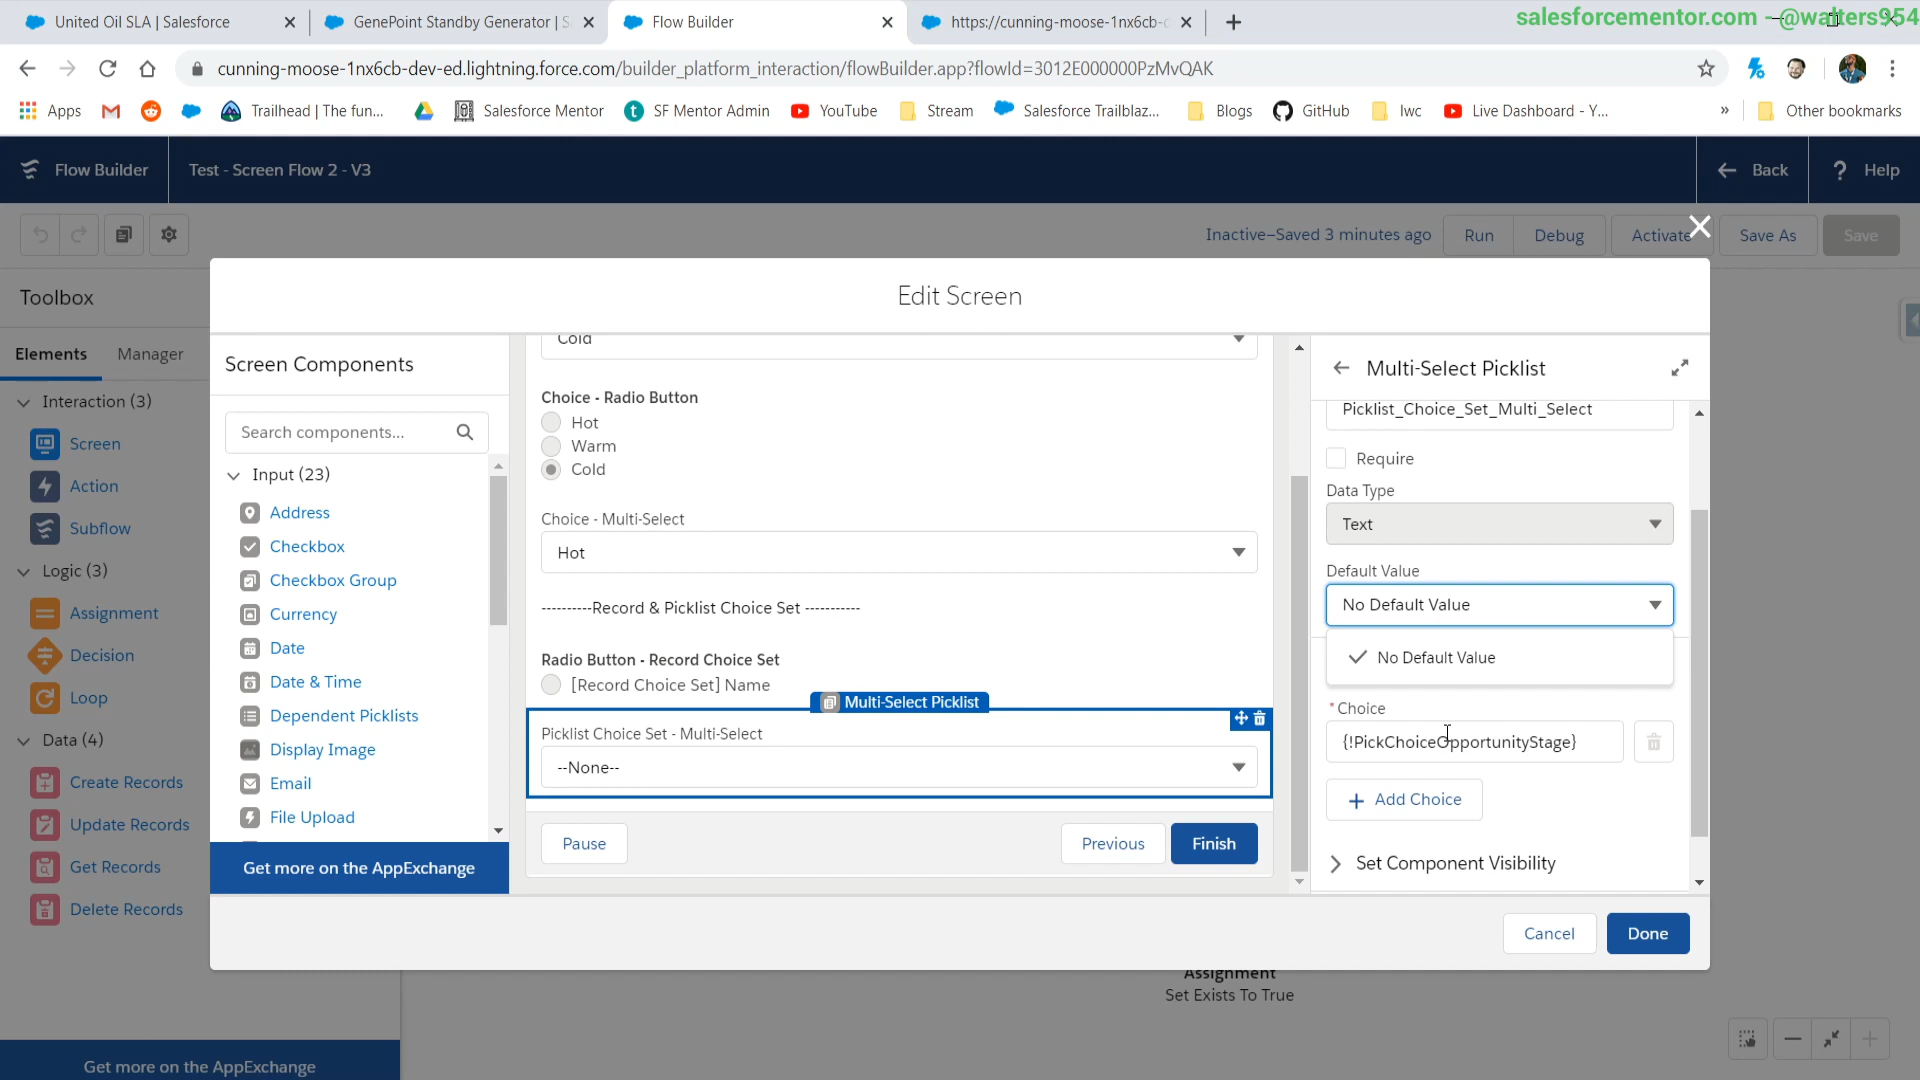 United Oil SLA | Salesforce
GenePoint Standby Generator | S
Flow Builder
https://cunning-moose-1nx6cb-d
salesforcementor.com - @walters954
cunning-moose-1nx6cb-dev-ed.lightning.force.com/builder_platform_interaction/flowBuilder.app?flowId=3012E000000PzMvQAK
Apps
Trailhead | The fun...
Salesforce Mentor
SF Mentor Admin
YouTube
Stream
Salesforce Trailblaz...
Blogs
GitHub
lwc
Live Dashboard - Y...
»
Other bookmarks
Flow Builder
Test - Screen Flow 2 - V3
Back
? Help
Inactive–Saved 3 minutes ago
Run
Debug
Activate
Save As
Save
Toolbox
Elements
Manager
Interaction (3)
Screen
Action
Subflow
Logic (3)
Assignment
Decision
Loop
Data (4)
Create Records
Update Records
Get Records
Delete Records
Get more on the AppExchange
Edit Screen
Screen Components
Search components...
Input (23)
Address
Checkbox
Checkbox Group
Currency
Date
Date & Time
Dependent Picklists
Display Image
Email
File Upload
Get more on the AppExchange
Cold
Choice - Radio Button
Hot
Warm
Cold
Choice - Multi-Select
Hot
----------Record & Picklist Choice Set -----------
Radio Button - Record Choice Set
[Record Choice Set] Name
Multi-Select Picklist
Picklist Choice Set - Multi-Select
--None--
Pause
Previous
Finish
Multi-Select Picklist
Picklist_Choice_Set_Multi_Select
Require
Data Type
Text
Default Value
No Default Value
No Default Value
* Choice
{!PickChoiceOpportunityStage}
Add Choice
Set Component Visibility
Cancel
Done
Assignment
Set Exists To True